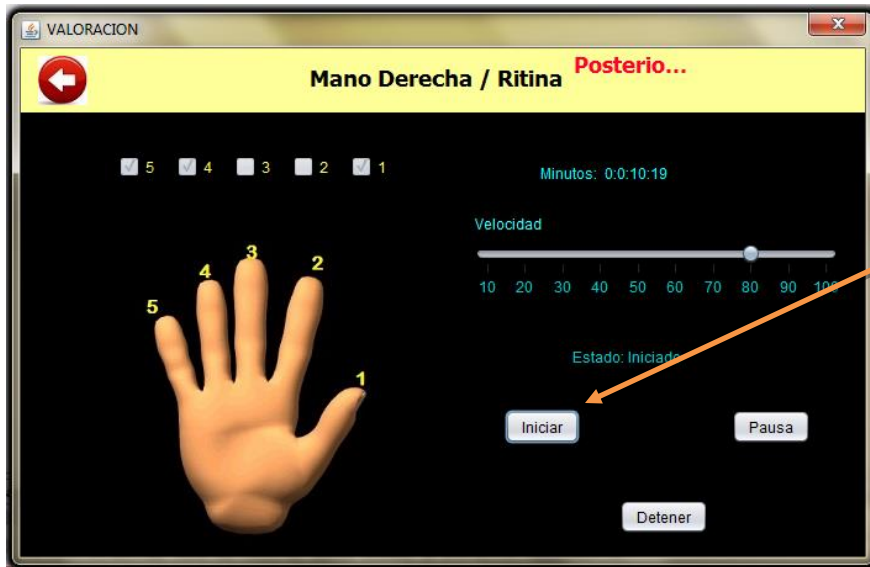 VALORACION
Mano Derecha / Ritina Posterio...
5 4 3 2 1
Minutos: 0:0:10:19
Velocidad
10 20 30 40 50 60 70 80 90 100
3
2
4
5
1
Estado: Iniciado
Iniciar
Pausa
Detener